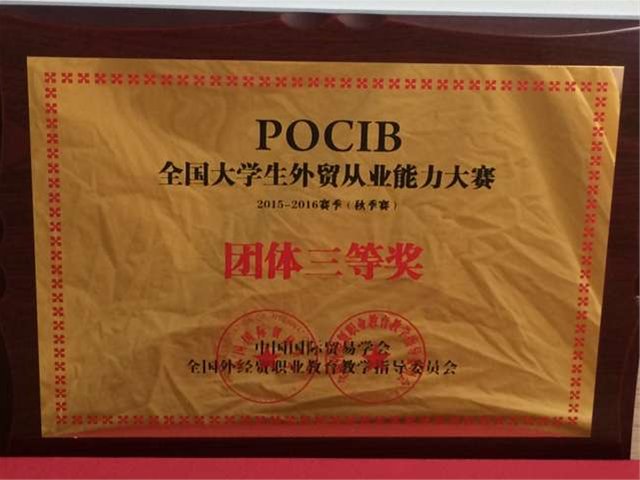 POCIB
全国大学生外贸从业能力大赛
2015-2016赛季（秋季赛）
团体三等奖
中国国际贸易学会
全国外经贸职业教育教学指导委员会